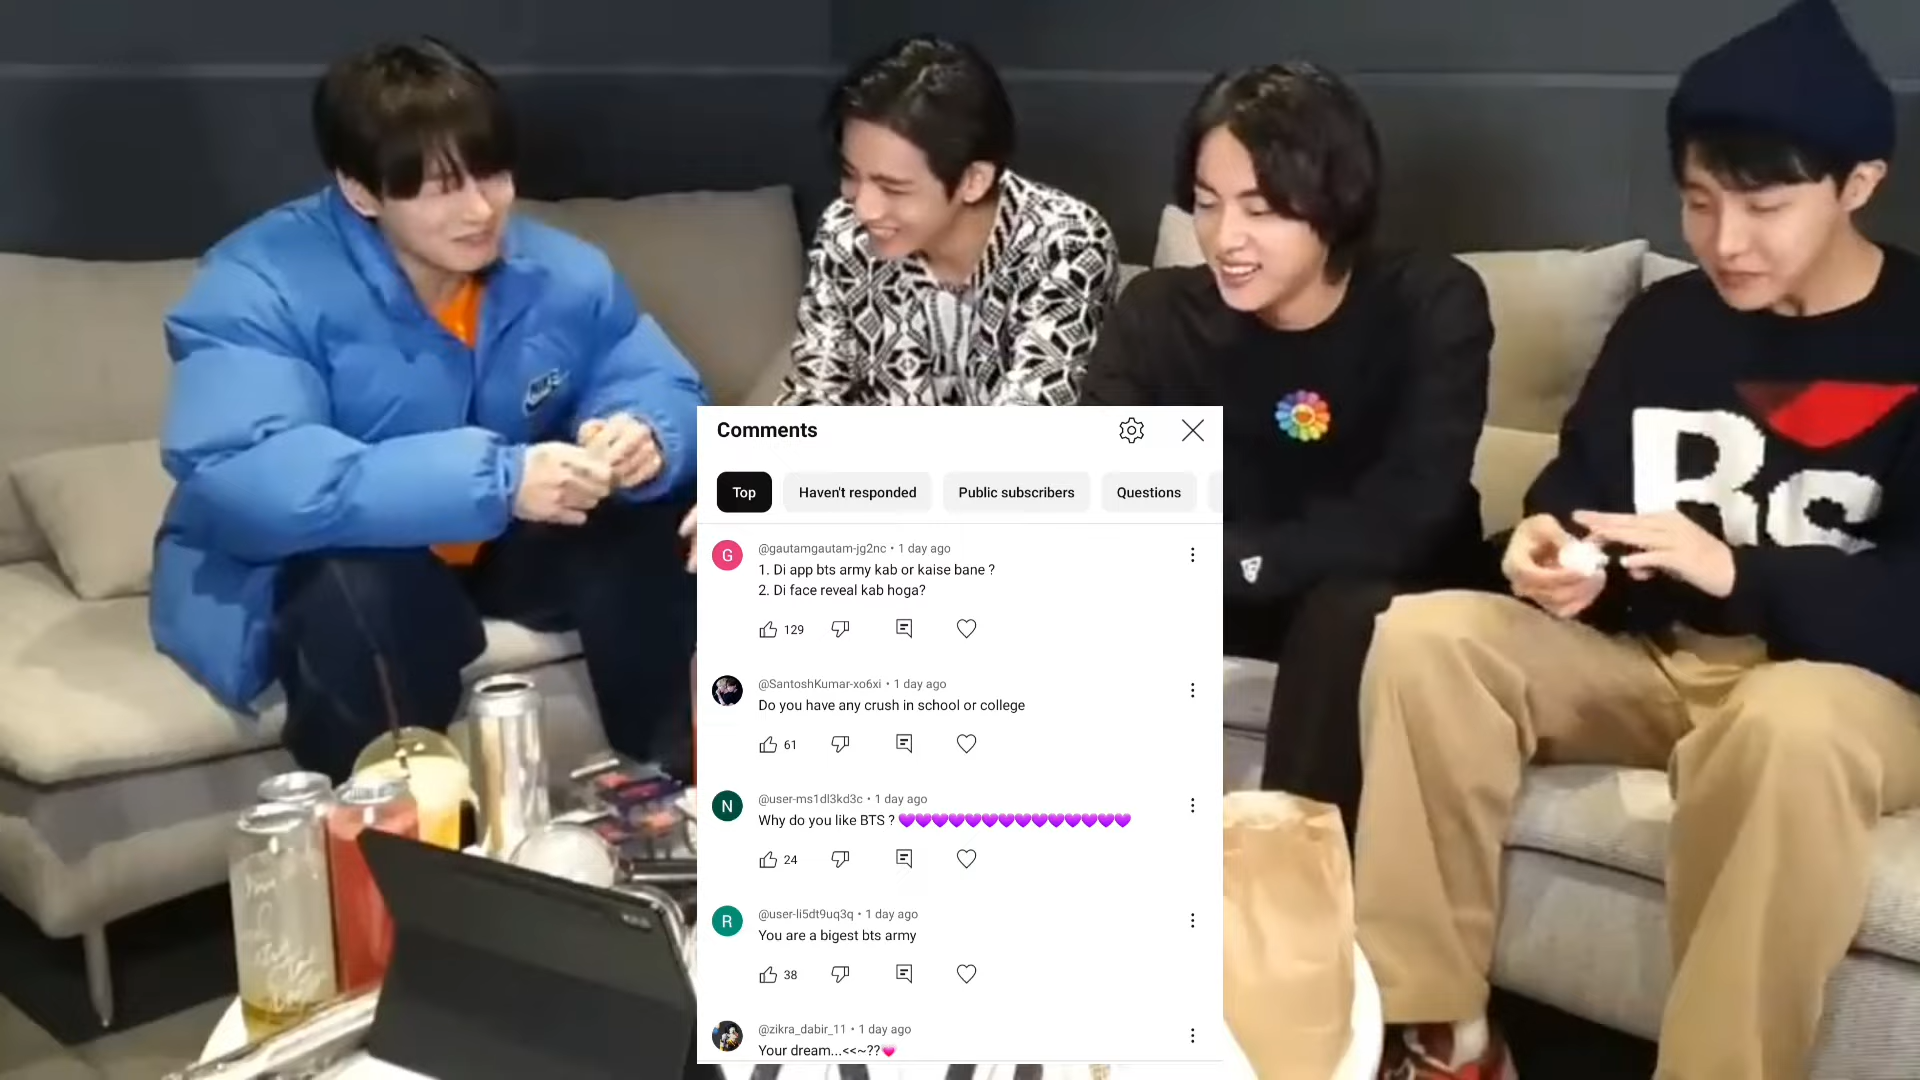 Comments
Top
Haven't responded
Public subscribers
Questions
G
@gautamgautam-jg2nc • 1 day ago
1. Di app bts army kab or kaise bane ?
2. Di face reveal kab hoga?
129
@SantoshKumar-xo6xi • 1 day ago
Do you have any crush in school or college
61
N
@user-ms1dl3kd3c • 1 day ago
Why do you like BTS ? 💜💜💜💜💜💜💜💜💜💜💜💜💜💜
24
R
@user-li5dt9uq3q • 1 day ago
You are a bigest bts army
38
@zikra_dabir_11 • 1 day ago
Your dream...<<~??💗
NIKE
Bc